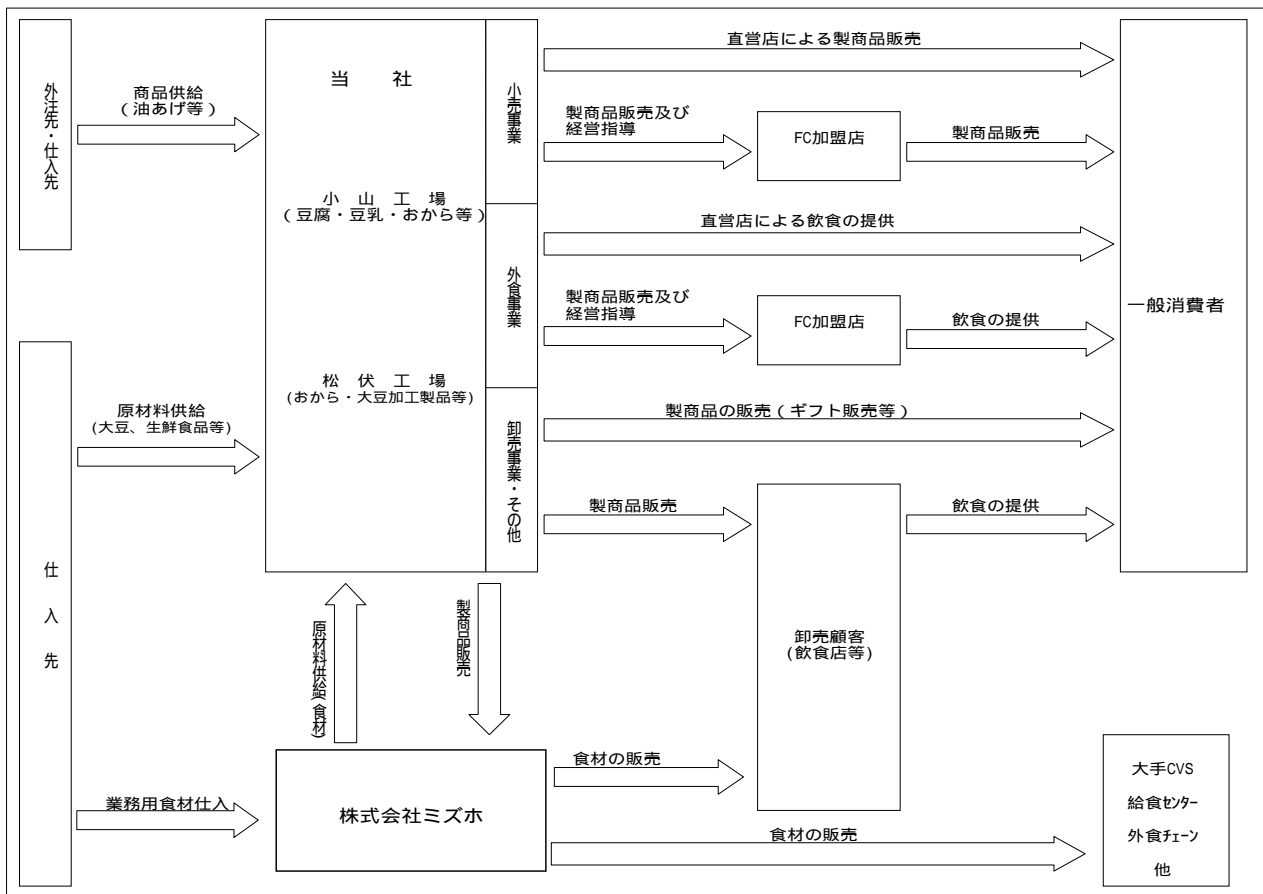 外注先・仕入先
商品供給
(油あげ等)
仕入先
原材料供給
(大豆、生鮮食品等)
業務用食材仕入
当 社
小 山 工 場
(豆腐・豆乳・おから等)
松 伏 工 場
(おから・大豆加工製品等)
小売事業
外食事業
卸売事業・その他
直営店による製商品販売
製商品販売及び
経営指導
FC加盟店
製商品販売
直営店による飲食の提供
製商品販売及び
経営指導
FC加盟店
飲食の提供
製商品の販売(ギフト販売等)
製商品販売
卸売顧客
(飲食店等)
飲食の提供
一般消費者
原材料供給(食材)
製商品販売
株式会社ミズホ
食材の販売
食材の販売
大手CVS
給食センター
外食チェーン
他